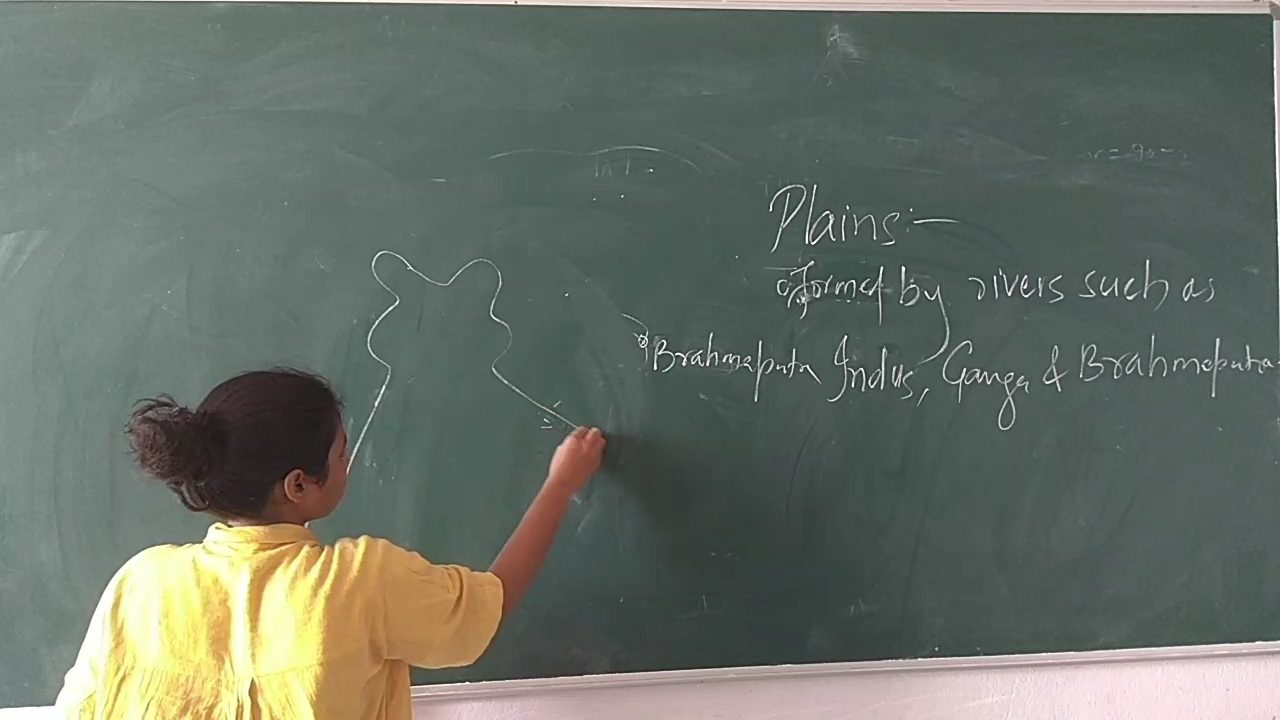 Plains:-
formed by rivers such as
Brahmaputra Indus, Ganga & Brahmaputra